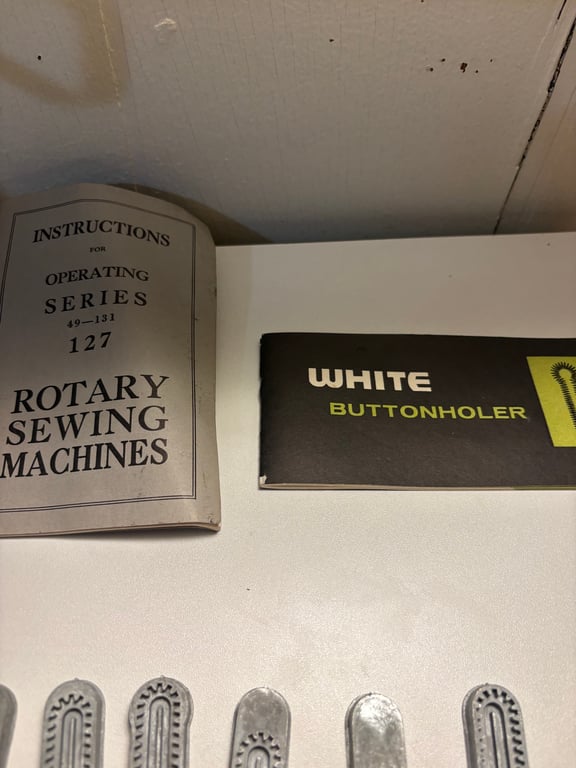 INSTRUCTIONS
FOR
OPERATING
SERIES
49—131
127
ROTARY
SEWING
MACHINES
WHITE
BUTTONHOLER